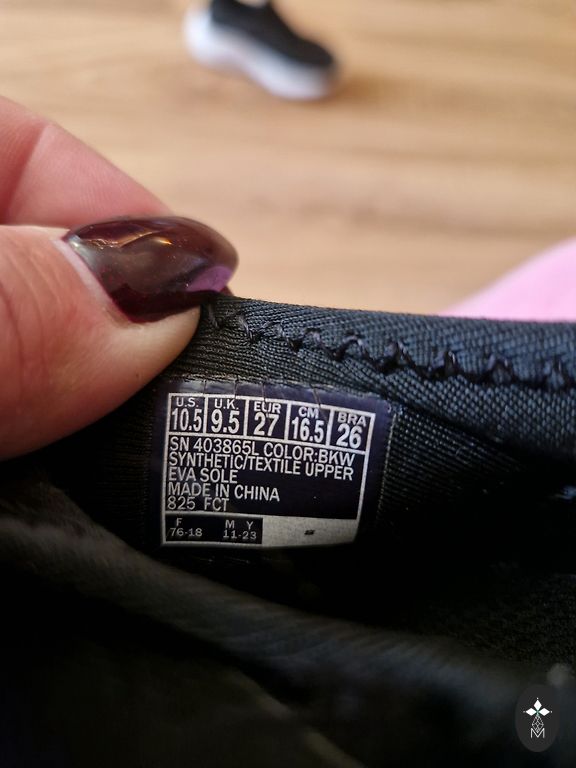 U.S. U.K. EUR CM BRA
10.5 9.5 27 16.5 26
SN 403865L COLOR:BKW
SYNTHETIC/TEXTILE UPPER
EVA SOLE
MADE IN CHINA
825 FCT
F M Y
76-18 11-23
M